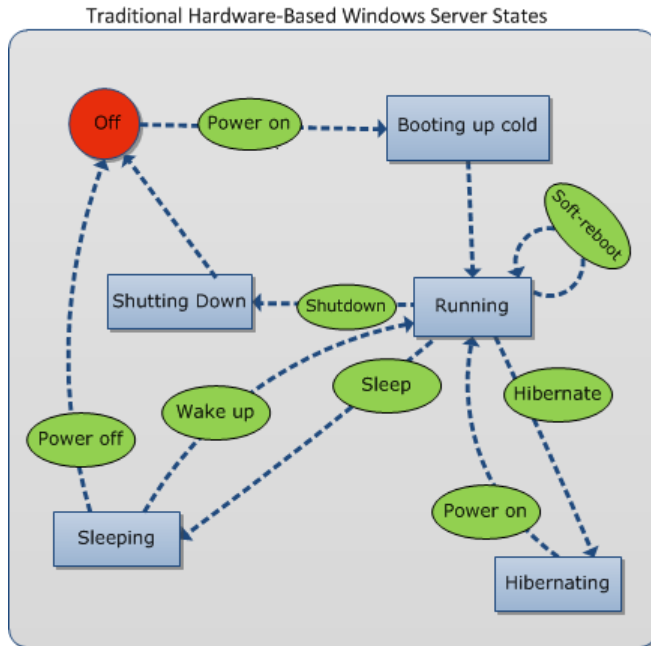 Traditional Hardware-Based Windows Server States
Off
Power on
Booting up cold
Soft-reboot
Shutting Down
Shutdown
Running
Wake up
Sleep
Hibernate
Power off
Power on
Sleeping
Hibernating